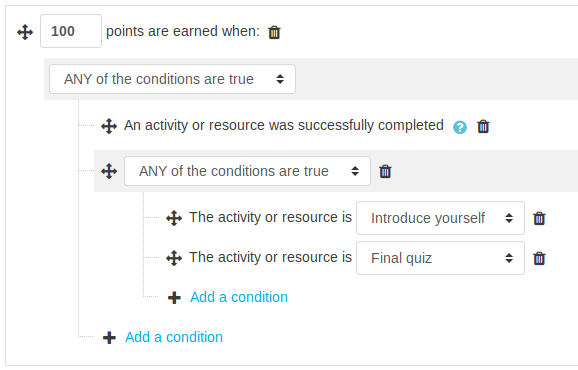 100 points are earned when:
ANY of the conditions are true
An activity or resource was successfully completed ?
ANY of the conditions are true
The activity or resource is Introduce yourself
The activity or resource is Final quiz
Add a condition
Add a condition